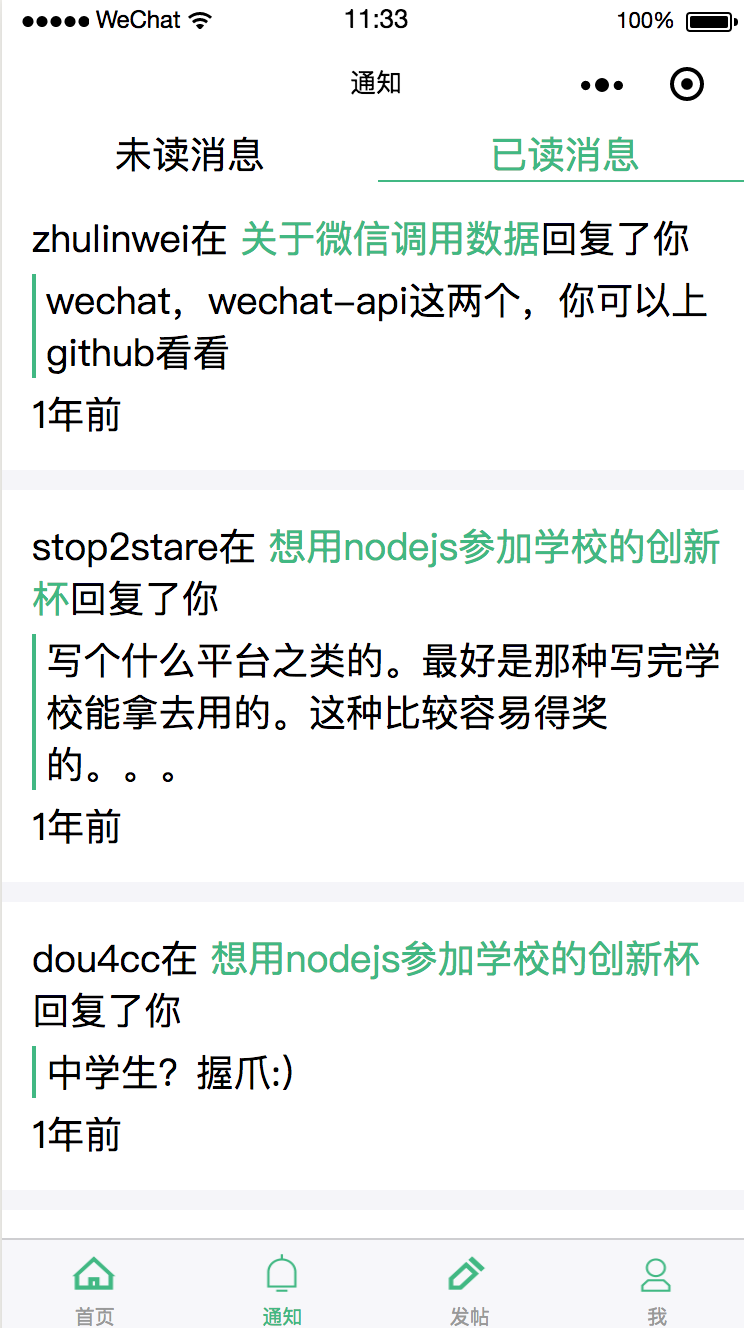 ●●●●● WeChat 11:33 100%
通知
未读消息 已读消息
zhulinwei在 关于微信调用数据回复了你
wechat，wechat-api这两个，你可以上
github看看
1年前
stop2stare在 想用nodejs参加学校的创新
杯回复了你
写个什么平台之类的。最好是那种写完学
校能拿去用的。这种比较容易得奖
的。。。
1年前
dou4cc在 想用nodejs参加学校的创新杯
回复了你
中学生？握爪:)
1年前
首页 通知 发帖 我